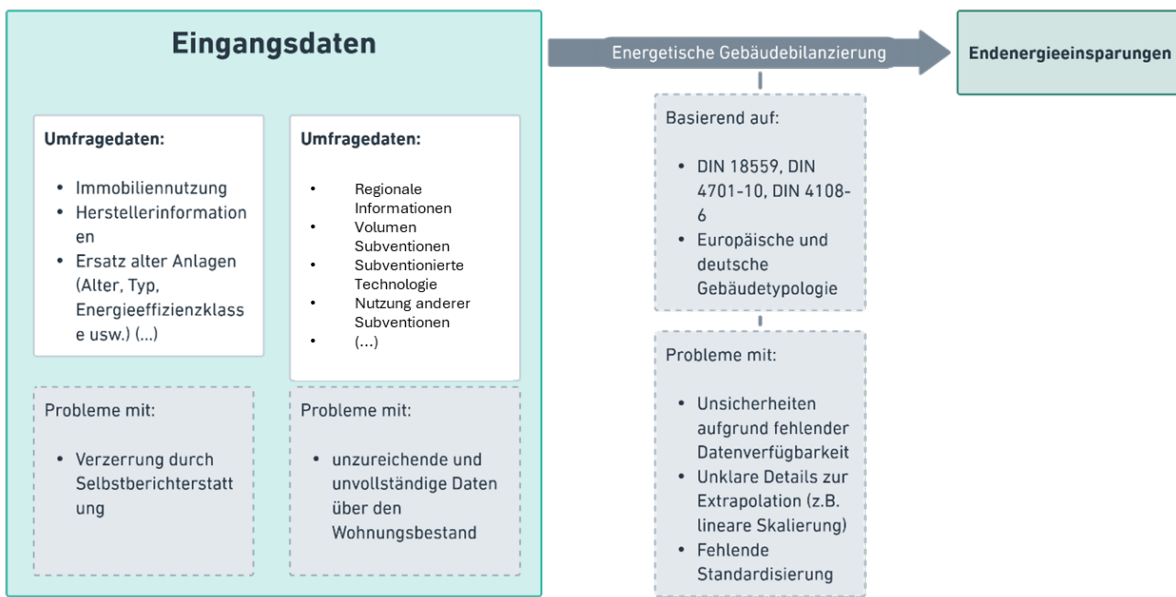 Eingangsdaten
Umfragedaten:
• Immobiliennutzung
• Herstellerinformation
en
• Ersatz alter Anlagen
(Alter, Typ,
Energieeffizienzklass
e usw.) (...)
Probleme mit:
• Verzerrung durch
Selbstberichterstatt
ung
Umfragedaten:
• Regionale
Informationen
• Volumen
Subventionen
• Subventionierte
Technologie
• Nutzung anderer
Subventionen
• (...)
Probleme mit:
• unzureichende und
unvollständige Daten
über den
Wohnungsbestand
Energetische Gebäudebilanzierung
Basierend auf:
• DIN 18559, DIN
4701-10, DIN 4108-
6
• Europäische und
deutsche
Gebäudetypologie
Probleme mit:
• Unsicherheiten
aufgrund fehlender
Datenverfügbarkeit
• Unklare Details zur
Extrapolation (z.B.
lineare Skalierung)
• Fehlende
Standardisierung
Endenergieeinsparungen